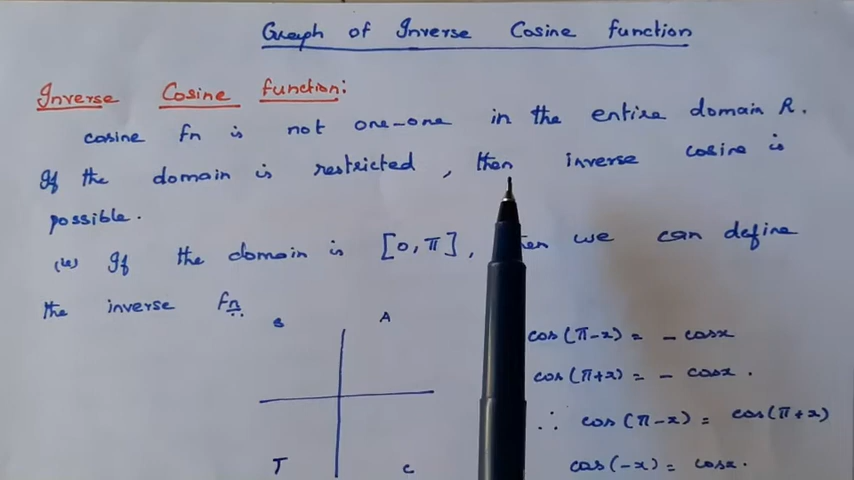 Graph of Inverse Cosine function
Inverse Cosine function:
cosine fn is not one-one in the entire domain R.
If the domain is restricted, then inverse cosine is
possible.
(ie) If the domain is [0, π], we can define
the inverse fn.
S A
T C
cos(π-x) = - cosx
cos(π+x) = - cosx.
∴ cos(π-x) = cos(π+x)
cos(-x) = cosx.